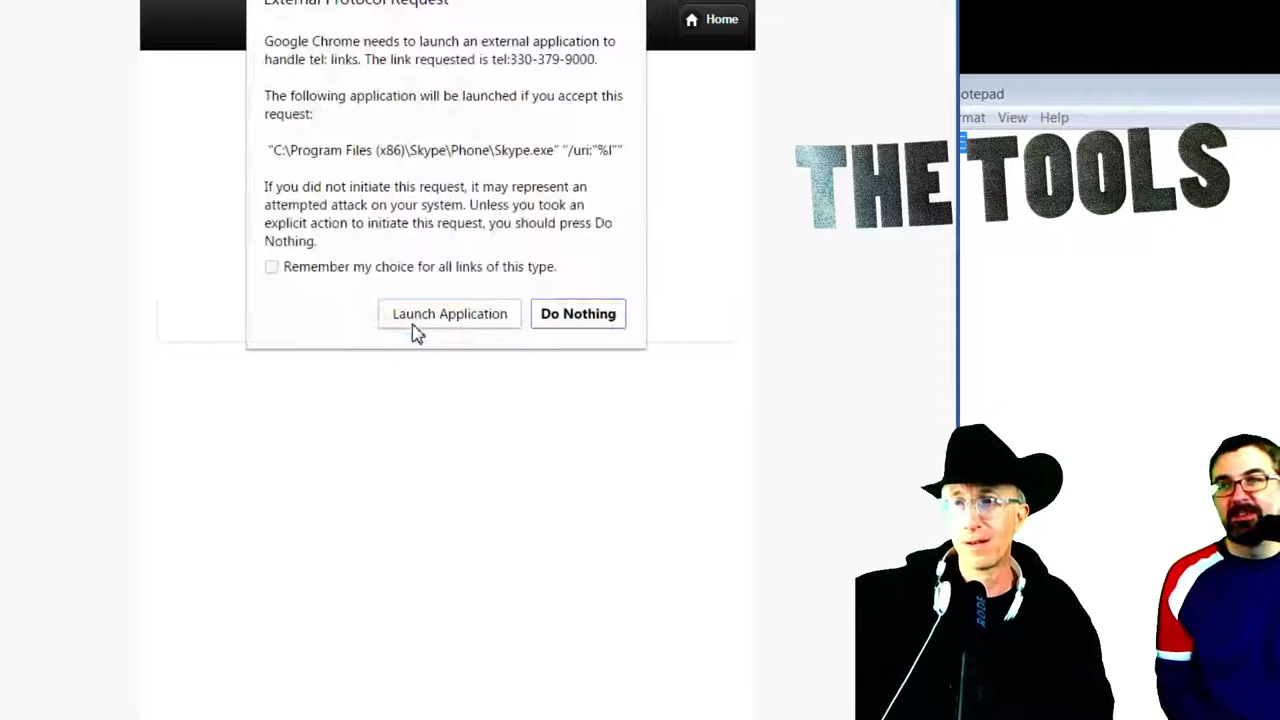 External Protocol Request
Home
Google Chrome needs to launch an external application to
handle tel: links. The link requested is tel:330-379-9000.
The following application will be launched if you accept this
request:
"C:\Program Files (x86)\Skype\Phone\Skype.exe" "/uri:"%l""
If you did not initiate this request, it may represent an
attempted attack on your system. Unless you took an
explicit action to initiate this request, you should press Do
Nothing.
Remember my choice for all links of this type.
Launch Application
Do Nothing
otepad
rmat View Help
THE TOOLS
RODE